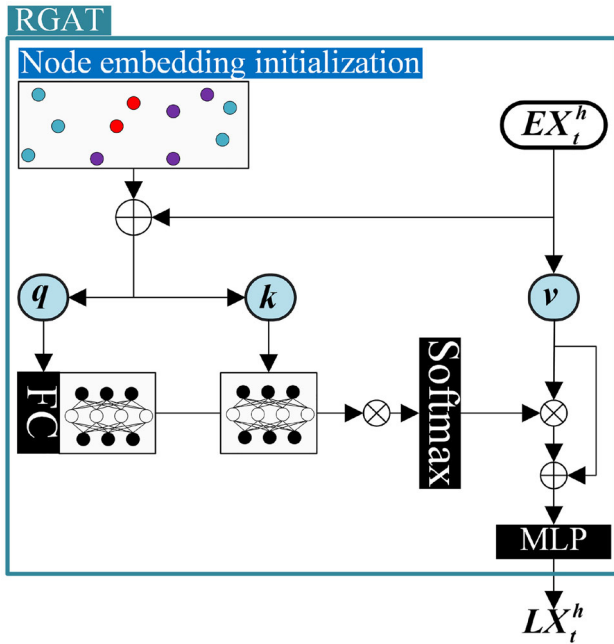 RGAT
Node embedding initialization
EX_t^h
q
k
v
FC
Softmax
MLP
LX_t^h